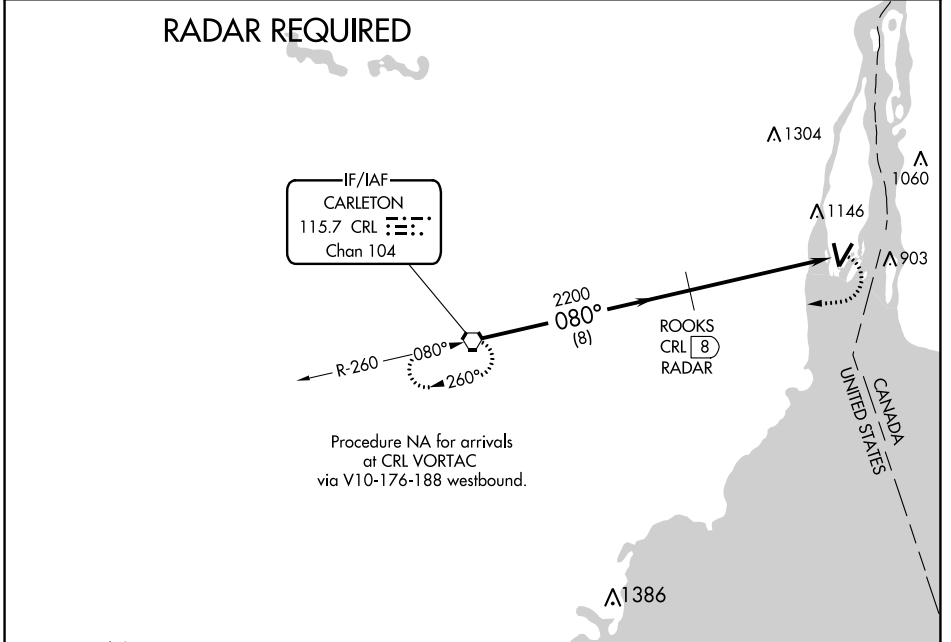 RADAR REQUIRED
1304
1060
1146
903
IF/IAF
CARLETON
115.7 CRL
Chan 104
2200
080°
(8)
ROOKS
CRL 8
RADAR
R-260
080°
260°
CANADA
UNITED STATES
Procedure NA for arrivals
at CRL VORTAC
via V10-176-188 westbound.
1386